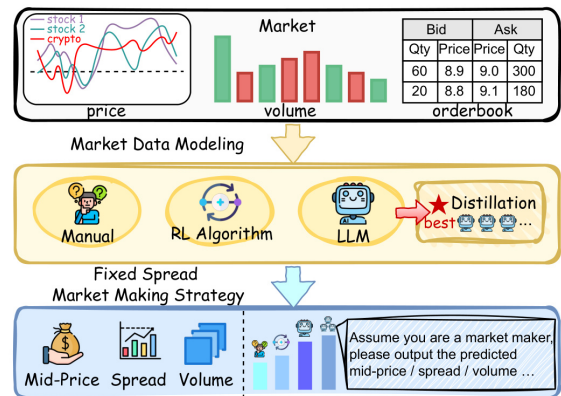 Market
stock 1
stock 2
crypto
price
volume
Bid Ask
Qty Price Price Qty
60 8.9 9.0 300
20 8.8 9.1 180
orderbook
Market Data Modeling
Manual
RL Algorithm
LLM
Distillation
best
...
Fixed Spread
Market Making Strategy
Mid-Price
Spread
Volume
Assume you are a market maker,
please output the predicted
mid-price / spread / volume ...